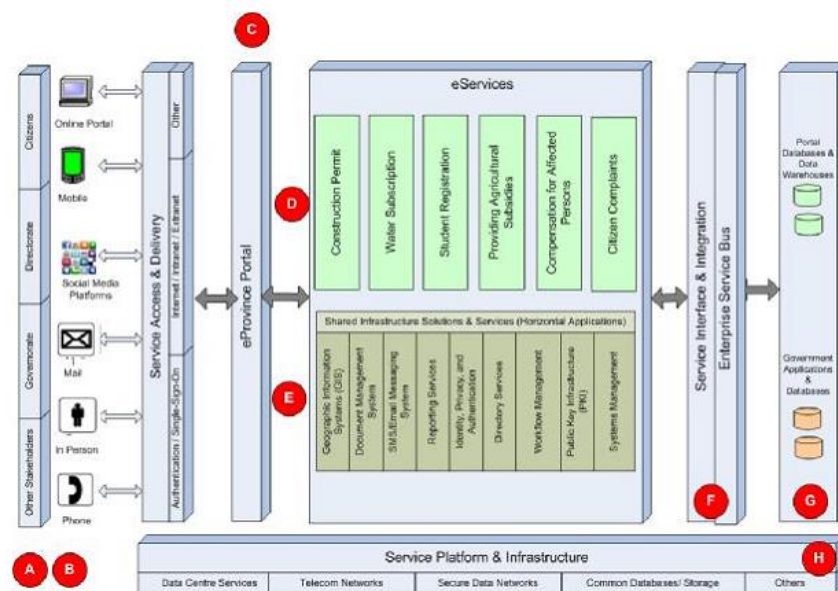 C
Citizens
Directorate
Governorate
Other Stakeholders
Online Portal
Mobile
Social Media
Platforms
Mail
In Person
Phone
A
B
Service Access & Delivery
Other
Internet / Intranet / Extranet
Authentication / Single-Sign-On
eProvince Portal
eServices
D
Construction Permit
Water Subscription
Student Registration
Providing Agricultural
Subsidies
Compensation for Affected
Persons
Citizen Complaints
Shared Infrastructure Solutions & Services (Horizontal Applications)
E
Geographic Information
Systems (GIS)
Document Management
System
SMS/Email Messaging
System
Reporting Services
Identity, Privacy, and
Authentication
Directory Services
Workflow Management
Public Key Infrastructure
(PKI)
Systems Management
Service Interface & Integration
Enterprise Service Bus
F
Portal
Databases &
Data
Warehouses
Government
Applications
&
Databases
G
Service Platform & Infrastructure
H
Data Centre Services
Telecom Networks
Secure Data Networks
Common Databases/ Storage
Others